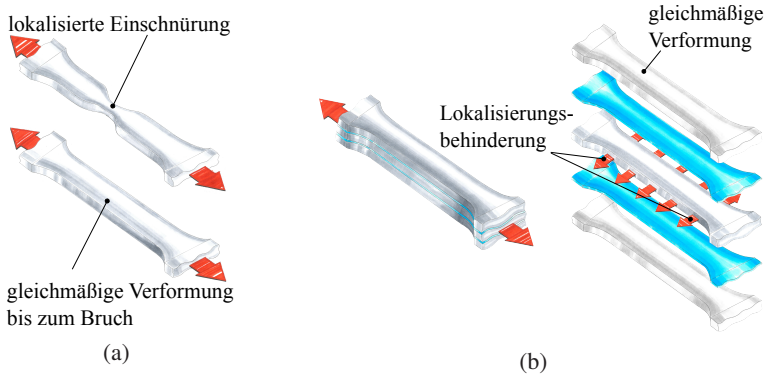 lokalisierte Einschnürung
gleichmäßige Verformung
bis zum Bruch
(a)
gleichmäßige
Verformung
Lokalisierungs-
behinderung
(b)